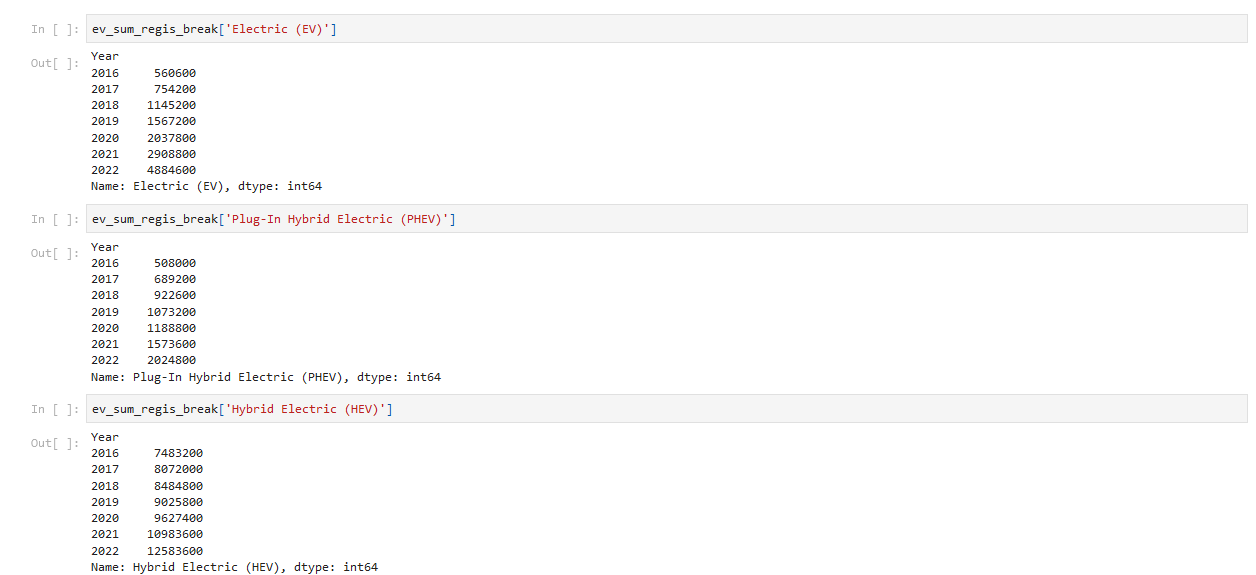 In [ ]: ev_sum_regis_break['Electric (EV)']
Out[ ]: Year
2016 560600
2017 754200
2018 1145200
2019 1567200
2020 2037800
2021 2908800
2022 4884600
Name: Electric (EV), dtype: int64
In [ ]: ev_sum_regis_break['Plug-In Hybrid Electric (PHEV)']
Out[ ]: Year
2016 508000
2017 689200
2018 922600
2019 1073200
2020 1188800
2021 1573600
2022 2024800
Name: Plug-In Hybrid Electric (PHEV), dtype: int64
In [ ]: ev_sum_regis_break['Hybrid Electric (HEV)']
Out[ ]: Year
2016 7483200
2017 8072000
2018 8484800
2019 9025800
2020 9627400
2021 10983600
2022 12583600
Name: Hybrid Electric (HEV), dtype: int64